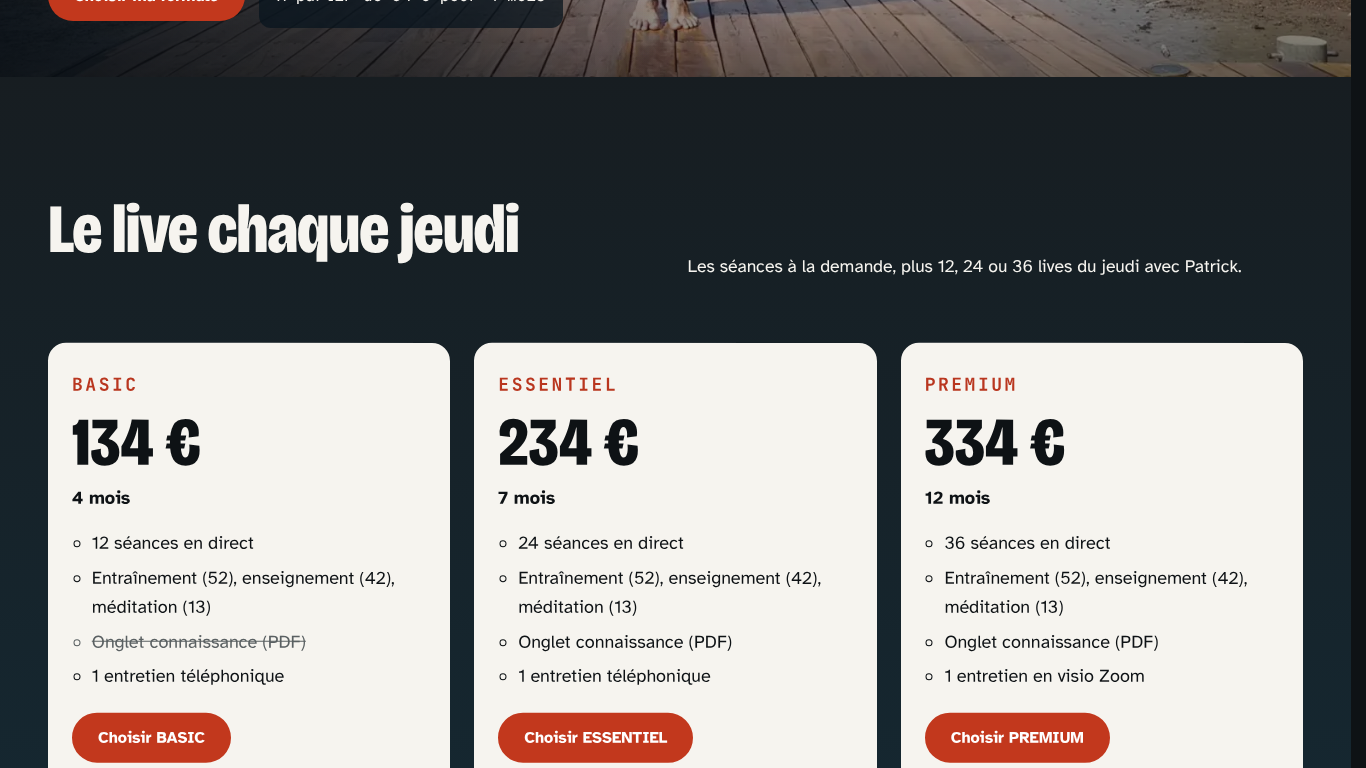 Le live chaque jeudi
Les séances à la demande, plus 12, 24 ou 36 lives du jeudi avec Patrick.
BASIC
134 €
4 mois
12 séances en direct
Entraînement (52), enseignement (42),
méditation (13)
Onglet connaissance (PDF)
1 entretien téléphonique
Choisir BASIC
ESSENTIEL
234 €
7 mois
24 séances en direct
Entraînement (52), enseignement (42),
méditation (13)
Onglet connaissance (PDF)
1 entretien téléphonique
Choisir ESSENTIEL
PREMIUM
334 €
12 mois
36 séances en direct
Entraînement (52), enseignement (42),
méditation (13)
Onglet connaissance (PDF)
1 entretien en visio Zoom
Choisir PREMIUM